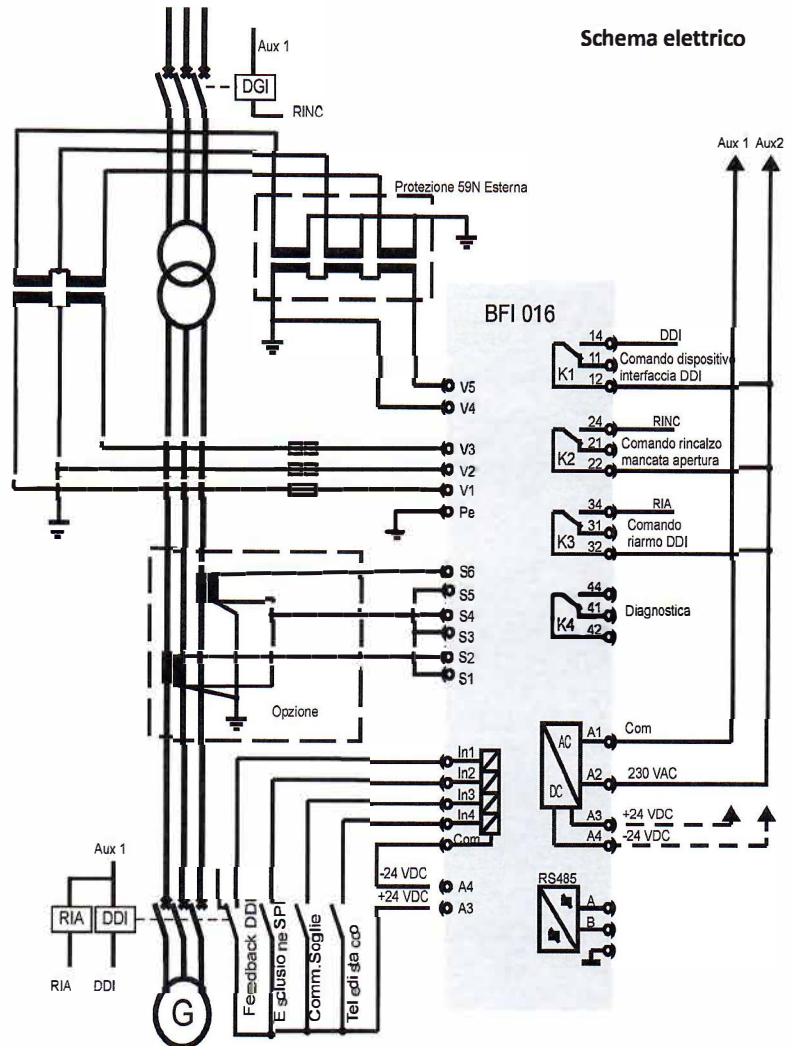 Schema elettrico
Aux 1
DGI
RINC
Aux 1 Aux2
Protezione 59N Esterna
BFI 016
14 DDI
11 Comando dispositivo
K1 12 interfaccia DDI
V5
V4
24 RINC
21 Comando rincalzo
K2 22 mancata apertura
V3
V2
V1
Pe
34 RIA
31 Comando
K3 32 riarmo DDI
S6
S5
S4
S3
S2
S1
44
41 Diagnostica
K4 42
Opzione
In1
In2
In3
In4
Com
AC
DC
A1 Com
A2 230 VAC
A3 +24 VDC
A4 -24 VDC
-24 VDC A4
+24 VDC A3
RS485
A
B
Aux 1
RIA DDI
RIA DDI
G
Feedback DDI
Esclusione SPI
Comm.Soglie
Teledistacco